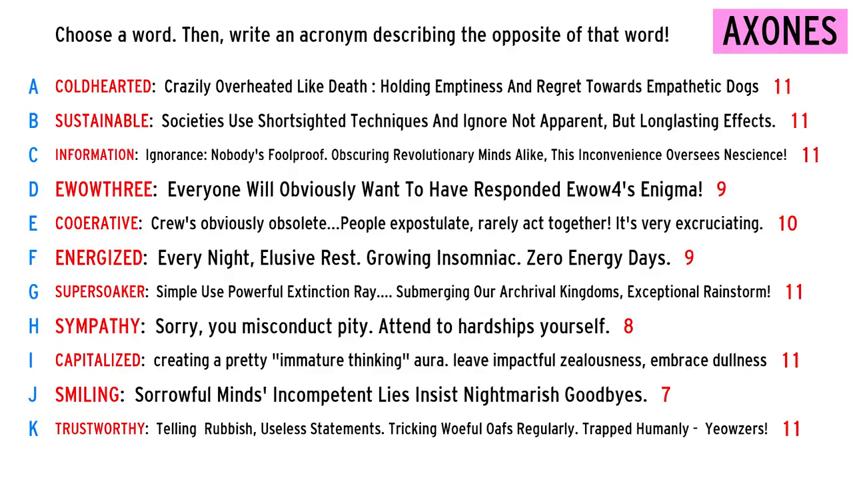 Choose a word. Then, write an acronym describing the opposite of that word!
AXONES
A COLDHEARTED: Crazily Overheated Like Death : Holding Emptiness And Regret Towards Empathetic Dogs 11
B SUSTAINABLE: Societies Use Shortsighted Techniques And Ignore Not Apparent, But Longlasting Effects. 11
C INFORMATION: Ignorance: Nobody's Foolproof. Obscuring Revolutionary Minds Alike, This Inconvenience Oversees Nescience! 11
D EWOWTHREE: Everyone Will Obviously Want To Have Responded Ewow4's Enigma! 9
E COOERATIVE: Crew's obviously obsolete...People expostulate, rarely act together! It's very excruciating. 10
F ENERGIZED: Every Night, Elusive Rest. Growing Insomniac. Zero Energy Days. 9
G SUPERSOAKER: Simple Use Powerful Extinction Ray.... Submerging Our Archrival Kingdoms, Exceptional Rainstorm! 11
H SYMPATHY: Sorry, you misconduct pity. Attend to hardships yourself. 8
I CAPITALIZED: creating a pretty "immature thinking" aura. leave impactful zealousness, embrace dullness 11
J SMILING: Sorrowful Minds' Incompetent Lies Insist Nightmarish Goodbyes. 7
K TRUSTWORTHY: Telling Rubbish, Useless Statements. Tricking Woeful Oafs Regularly. Trapped Humanly - Yeowzers! 11